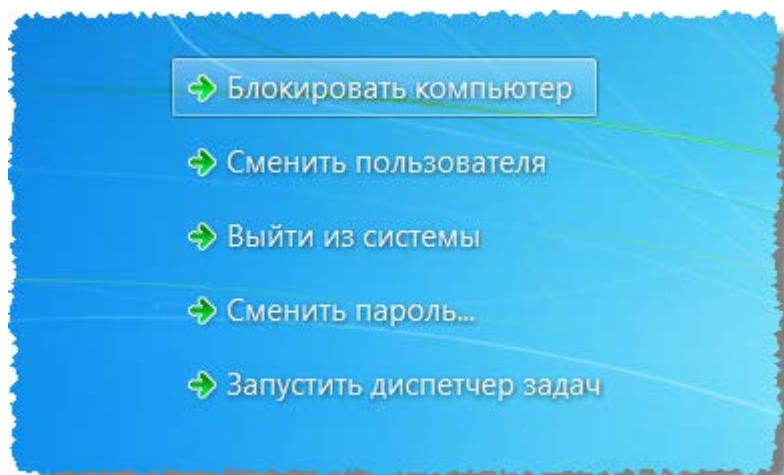 Блокировать компьютер
Сменить пользователя
Выйти из системы
Сменить пароль...
Запустить диспетчер задач